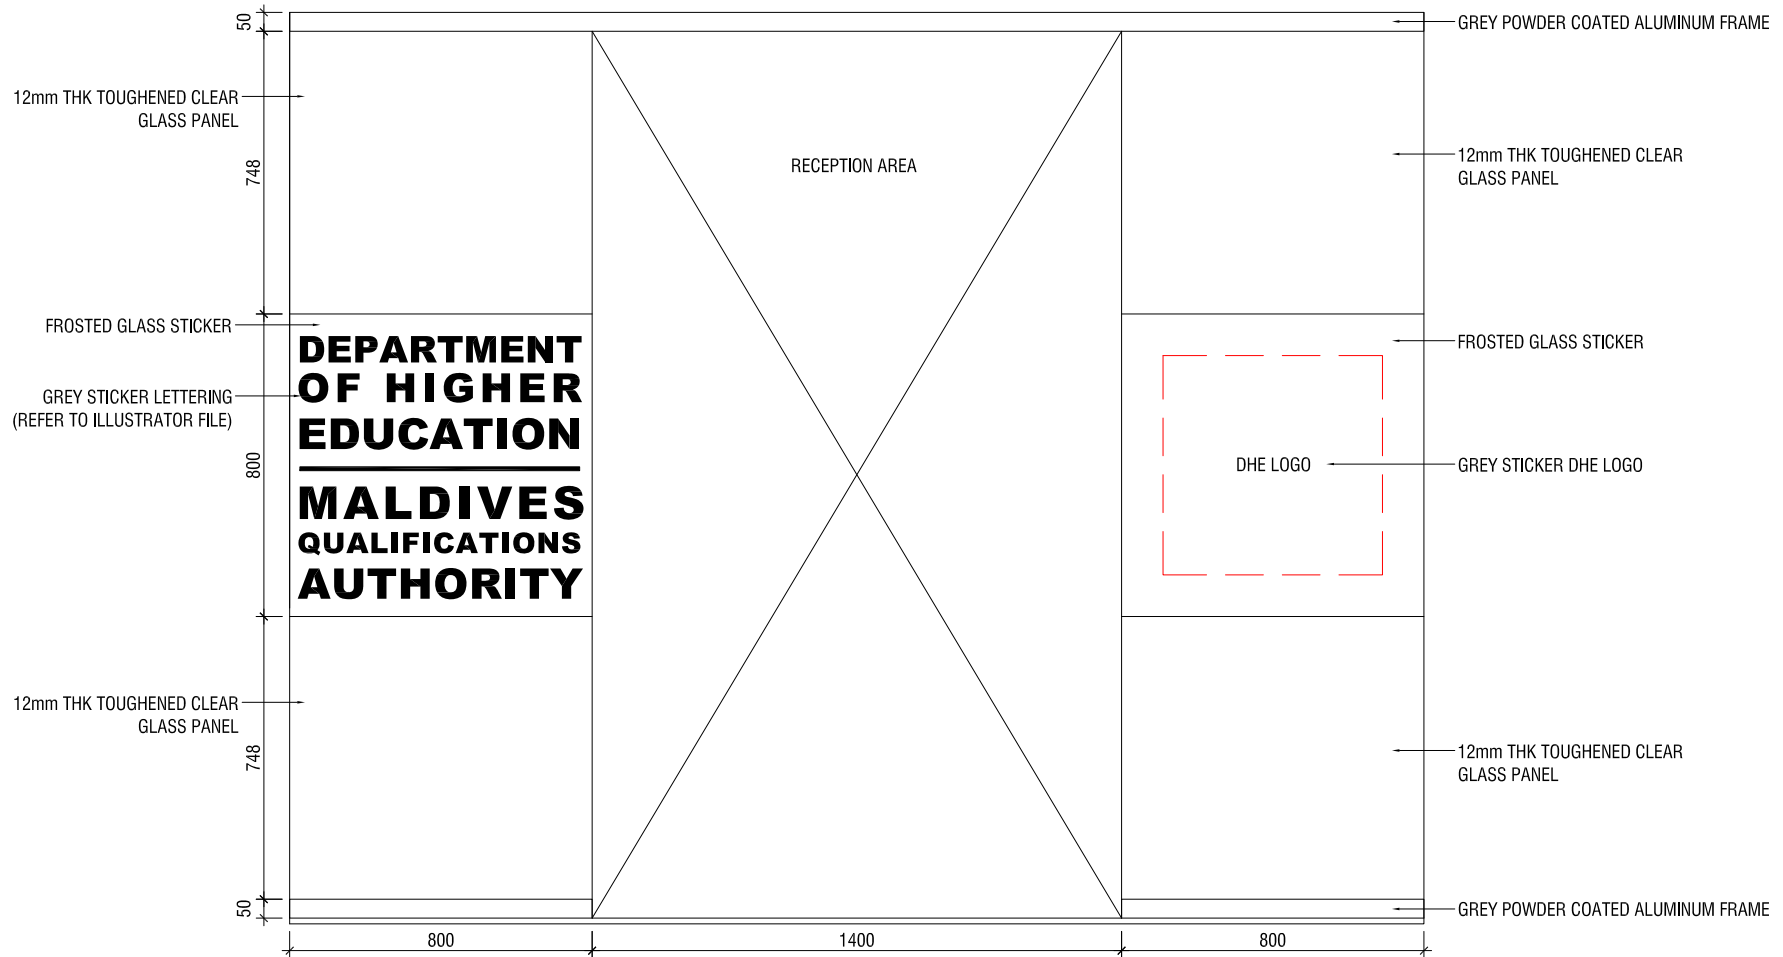 50
GREY POWDER COATED ALUMINUM FRAME
12mm THK TOUGHENED CLEAR
GLASS PANEL
748
RECEPTION AREA
12mm THK TOUGHENED CLEAR
GLASS PANEL
FROSTED GLASS STICKER
GREY STICKER LETTERING
(REFER TO ILLUSTRATOR FILE)
800
DEPARTMENT
OF HIGHER
EDUCATION
MALDIVES
QUALIFICATIONS
AUTHORITY
FROSTED GLASS STICKER
DHE LOGO
GREY STICKER DHE LOGO
12mm THK TOUGHENED CLEAR
GLASS PANEL
748
12mm THK TOUGHENED CLEAR
GLASS PANEL
50
GREY POWDER COATED ALUMINUM FRAME
800
1400
800